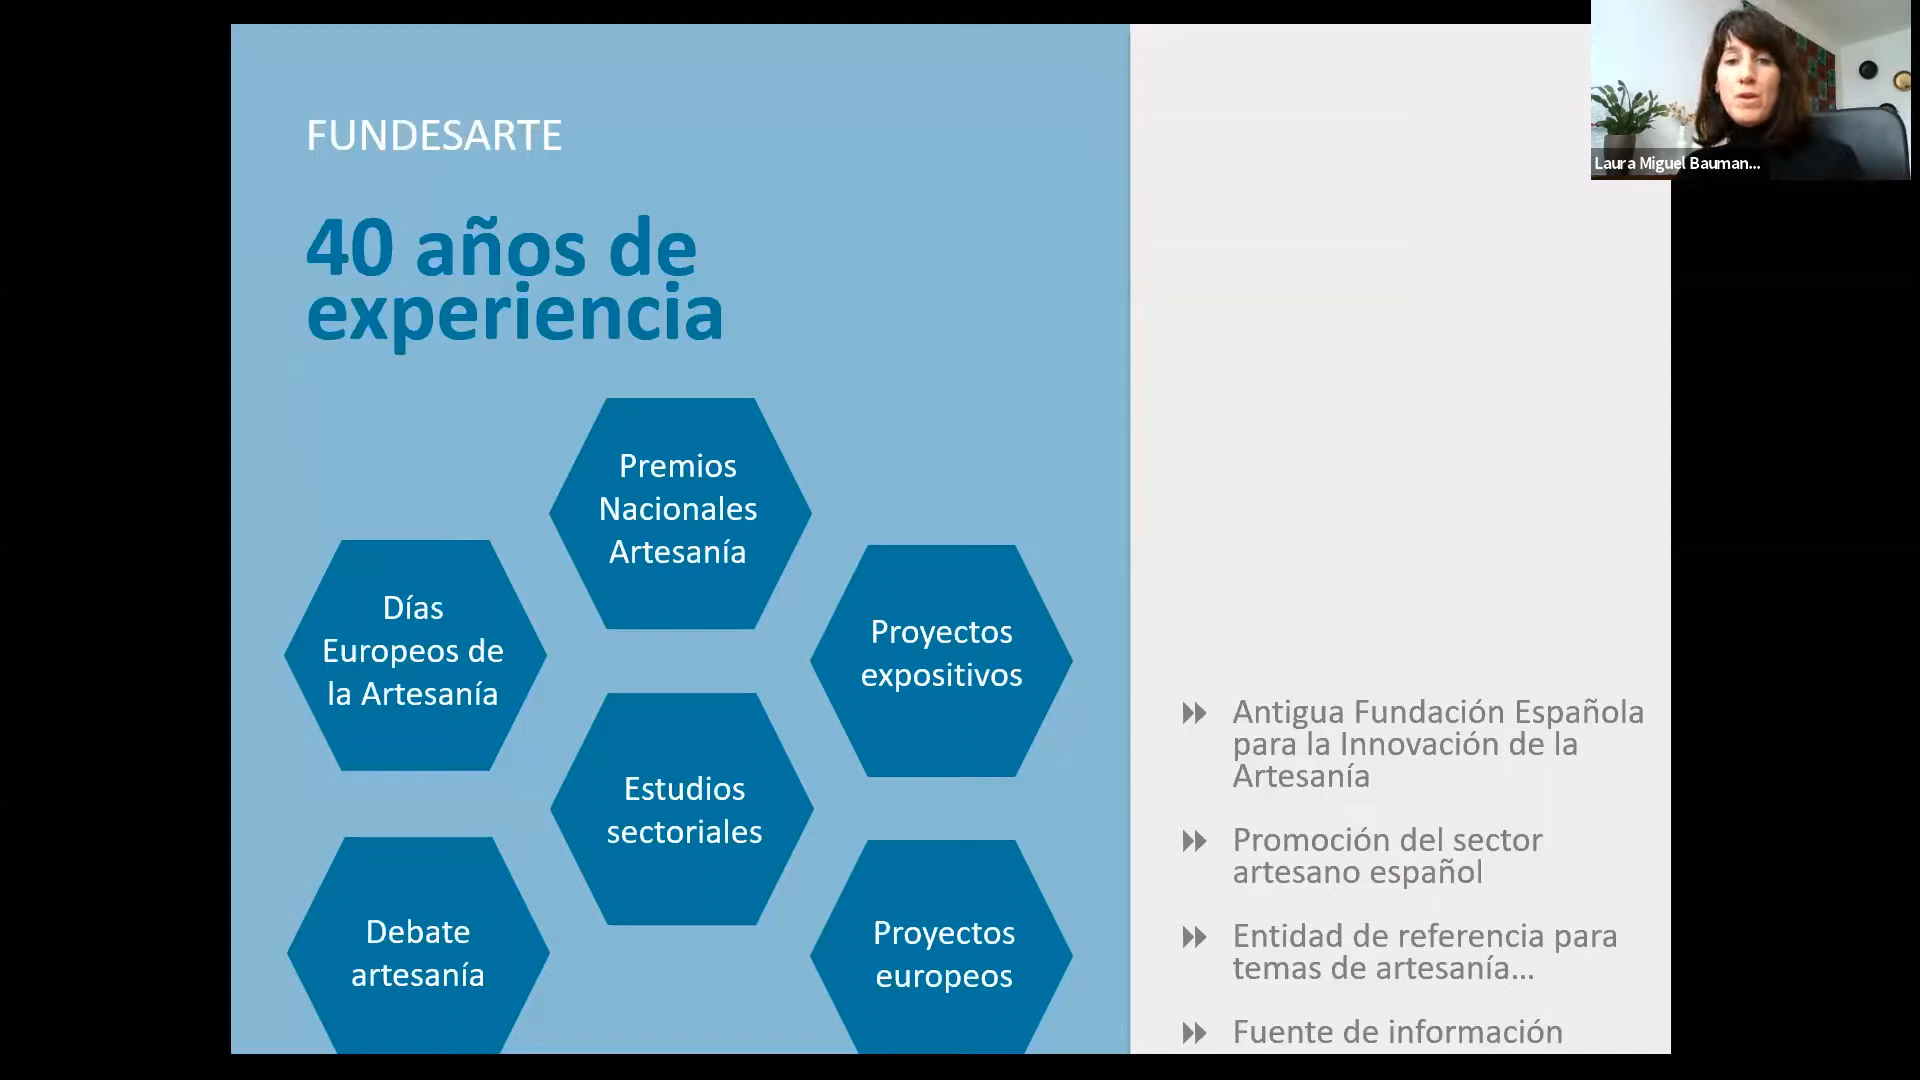 FUNDESARTE
40 años de
experiencia
Premios
Nacionales
Artesanía
Días
Europeos de
la Artesanía
Proyectos
expositivos
Estudios
sectoriales
Debate
artesanía
Proyectos
europeos
Antigua Fundación Española
para la Innovación de la
Artesanía
Promoción del sector
artesano español
Entidad de referencia para
temas de artesanía...
Fuente de información
Laura Miguel Bauman...